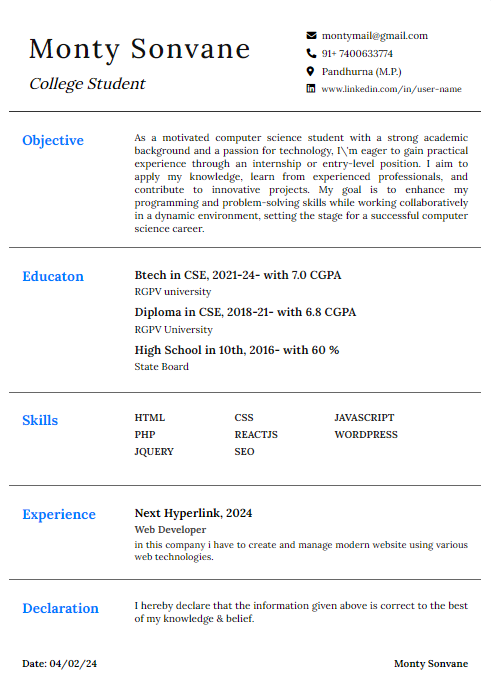 Monty Sonvane
College Student
montymail@gmail.com
91+ 7400633774
Pandhurna (M.P.)
www.linkedin.com/in/user-name
Objective
As a motivated computer science student with a strong academic
background and a passion for technology, I\'m eager to gain practical
experience through an internship or entry-level position. I aim to
apply my knowledge, learn from experienced professionals, and
contribute to innovative projects. My goal is to enhance my
programming and problem-solving skills while working collaboratively
in a dynamic environment, setting the stage for a successful computer
science career.
Educaton
Btech in CSE, 2021-24- with 7.0 CGPA
RGPV university
Diploma in CSE, 2018-21- with 6.8 CGPA
RGPV University
High School in 10th, 2016- with 60 %
State Board
Skills
HTML CSS JAVASCRIPT
PHP REACTJS WORDPRESS
JQUERY SEO
Experience
Next Hyperlink, 2024
Web Developer
in this company i have to create and manage modern website using various
web technologies.
Declaration
I hereby declare that the information given above is correct to the best
of my knowledge & belief.
Date: 04/02/24 Monty Sonvane